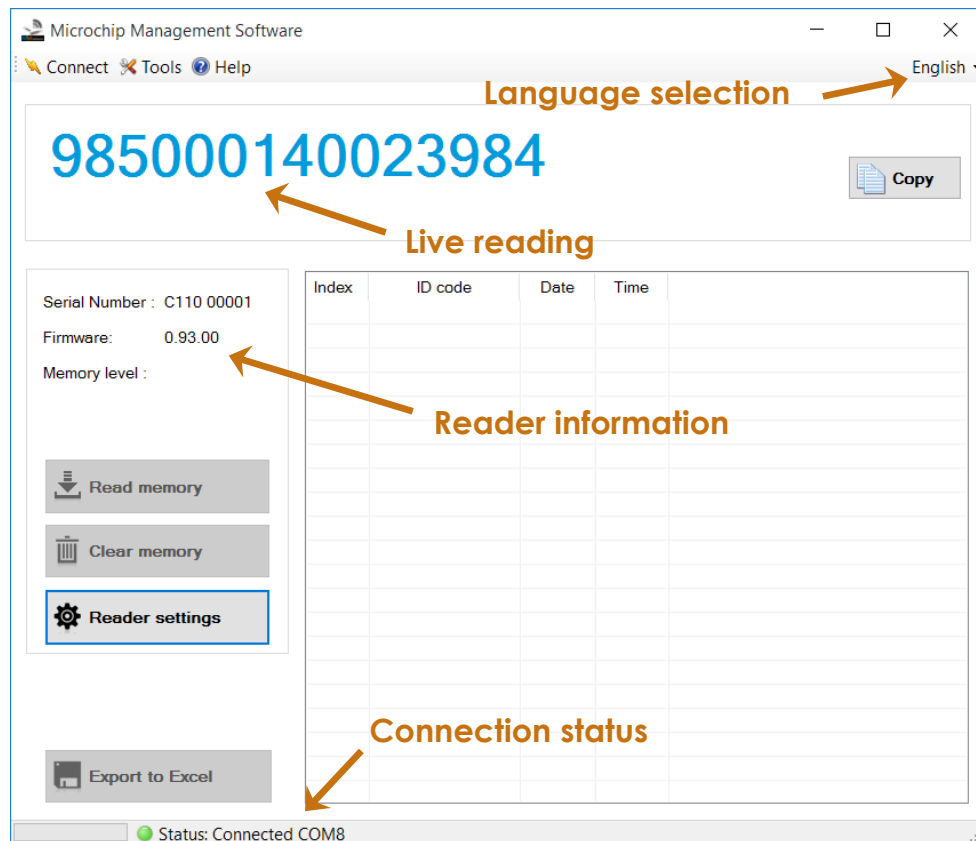 Microchip Management Software
Connect Tools Help English
Language selection
985000140023984
Copy
Live reading
Serial Number : C110 00001
Firmware: 0.93.00
Memory level :
Index ID code Date Time
Reader information
Read memory
Clear memory
Reader settings
Connection status
Export to Excel
Status: Connected COM8